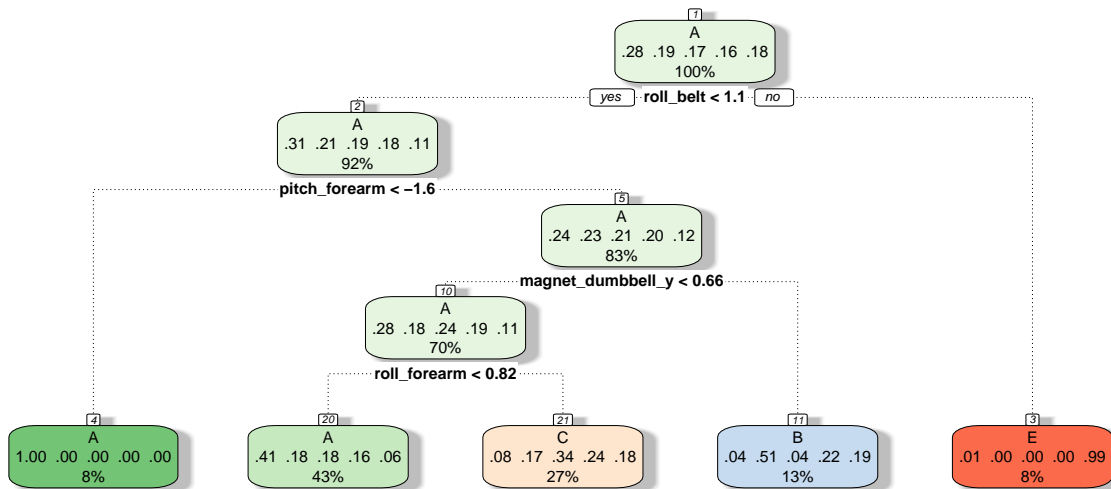 1
A
.28 .19 .17 .16 .18
100%
yes roll_belt < 1.1 no
2
A
.31 .21 .19 .18 .11
92%
pitch_forearm < −1.6
5
A
.24 .23 .21 .20 .12
83%
magnet_dumbbell_y < 0.66
10
A
.28 .18 .24 .19 .11
70%
roll_forearm < 0.82
4
A
1.00 .00 .00 .00 .00
8%
20
A
.41 .18 .18 .16 .06
43%
21
C
.08 .17 .34 .24 .18
27%
11
B
.04 .51 .04 .22 .19
13%
3
E
.01 .00 .00 .00 .99
8%